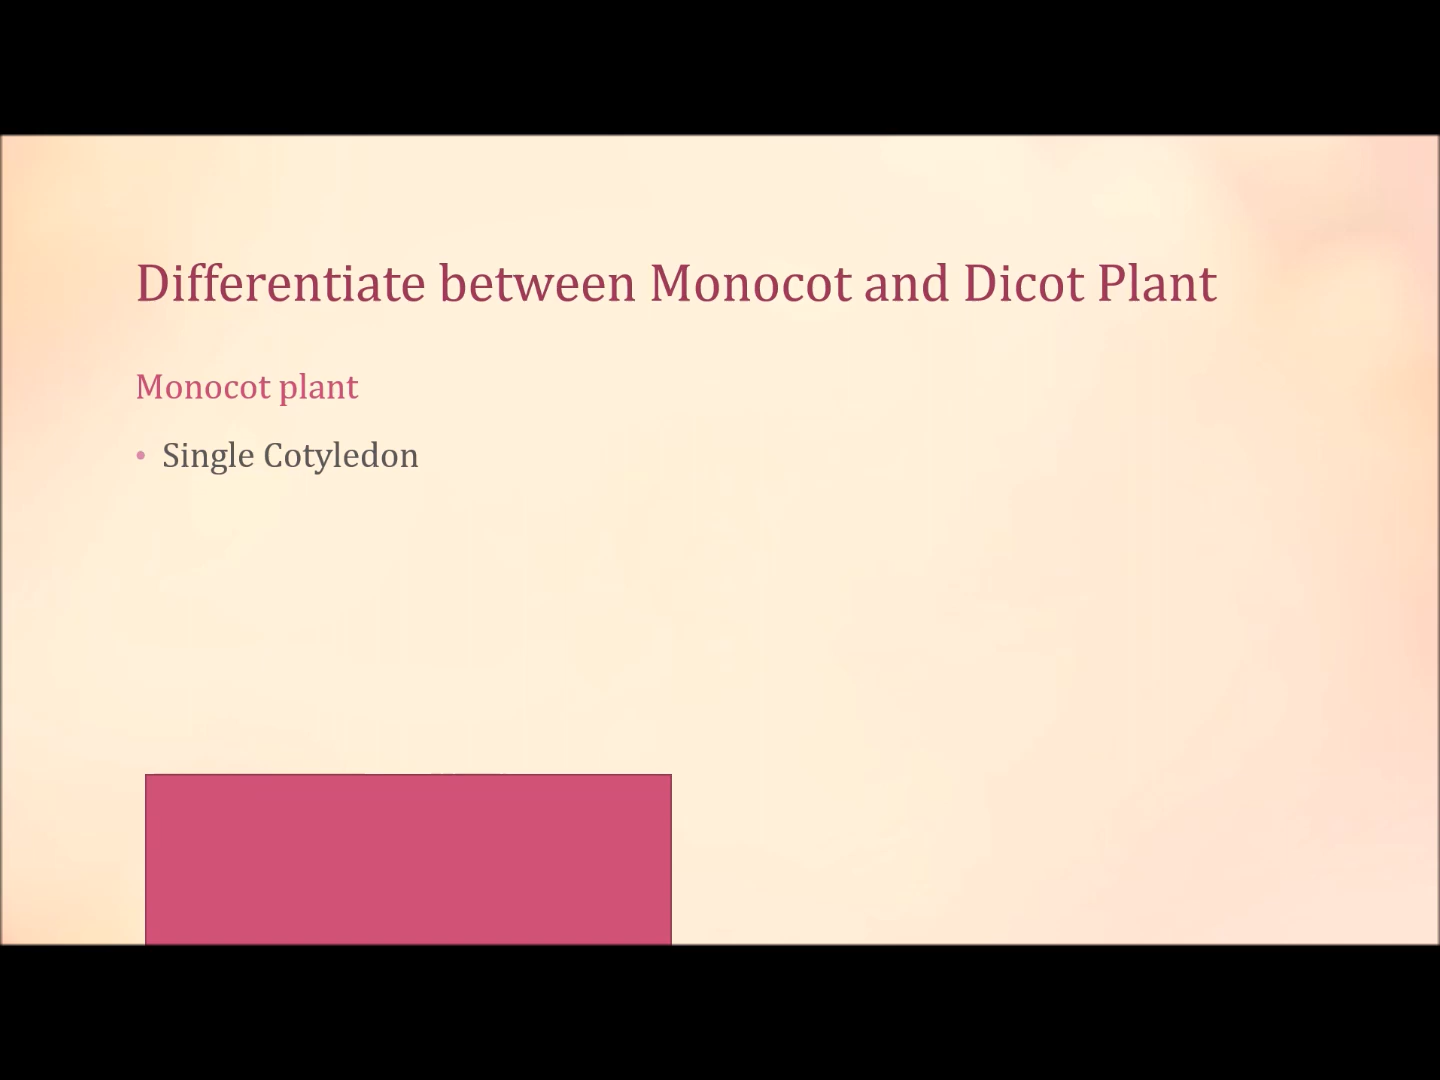 Differentiate between Monocot and Dicot Plant
Monocot plant
• Single Cotyledon